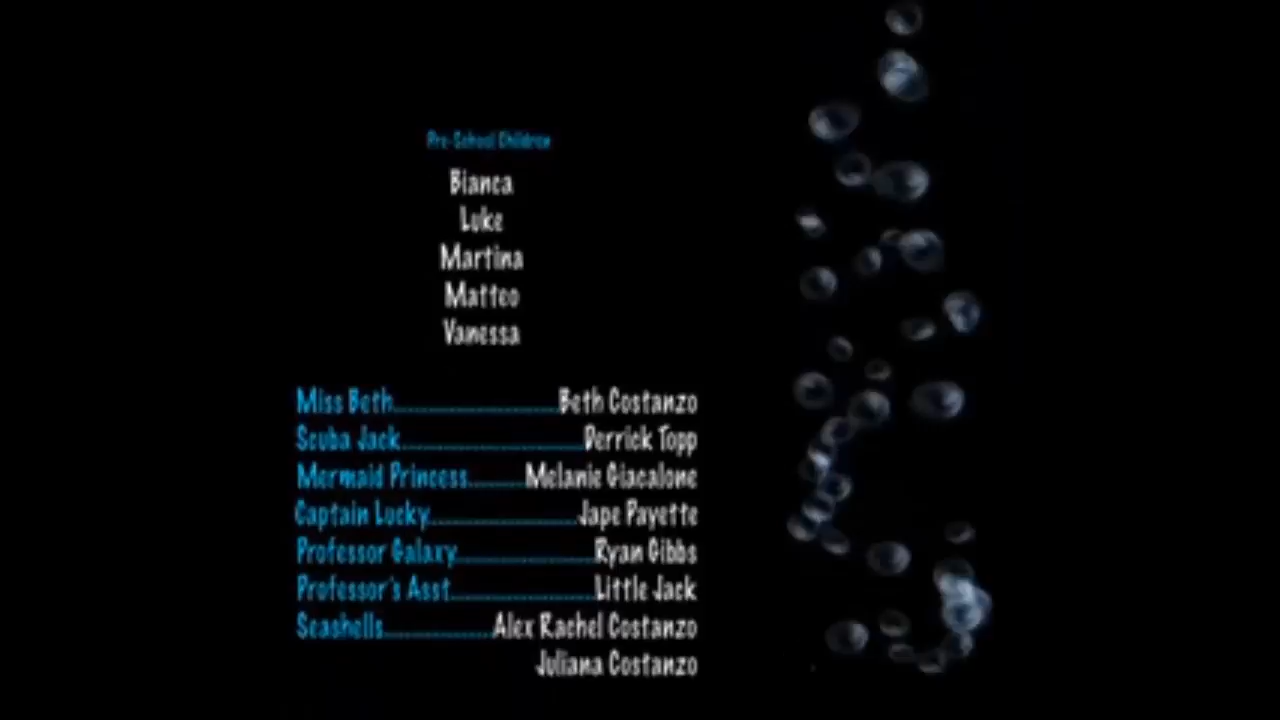 Pre-School Children
Bianca
Luke
Martina
Matteo
Vanessa
Miss Beth..............................Beth Costanzo
Scuba Jack..............................Derrick Topp
Mermaid Princess..........Melanie Giacalone
Captain Lucky..........................Jape Payette
Professor Galaxy........................Ryan Gibbs
Professor's Asst.........................Little Jack
Seashells....................Alex Rachel Costanzo
Juliana Costanzo